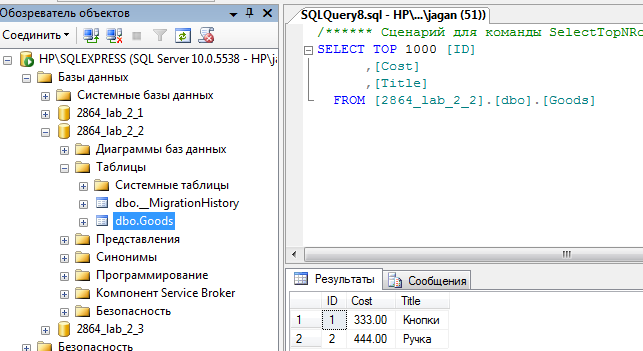 Обозреватель объектов
Соединить
HP\SQLEXPRESS (SQL Server 10.0.5538 - HP\ja
Базы данных
Системные базы данных
2864_lab_2_1
2864_lab_2_2
Диаграммы баз данных
Таблицы
Системные таблицы
dbo.__MigrationHistory
dbo.Goods
Представления
Синонимы
Программирование
Компонент Service Broker
Безопасность
2864_lab_2_3
Безопасность
SQLQuery8.sql - HP\...\jagan (51))
/****** Сценарий для команды SelectTopNRo
SELECT TOP 1000 [ID]
,[Cost]
,[Title]
FROM [2864_lab_2_2].[dbo].[Goods]
Результаты Сообщения
ID Cost Title
1 1 333.00 Кнопки
2 2 444.00 Ручка